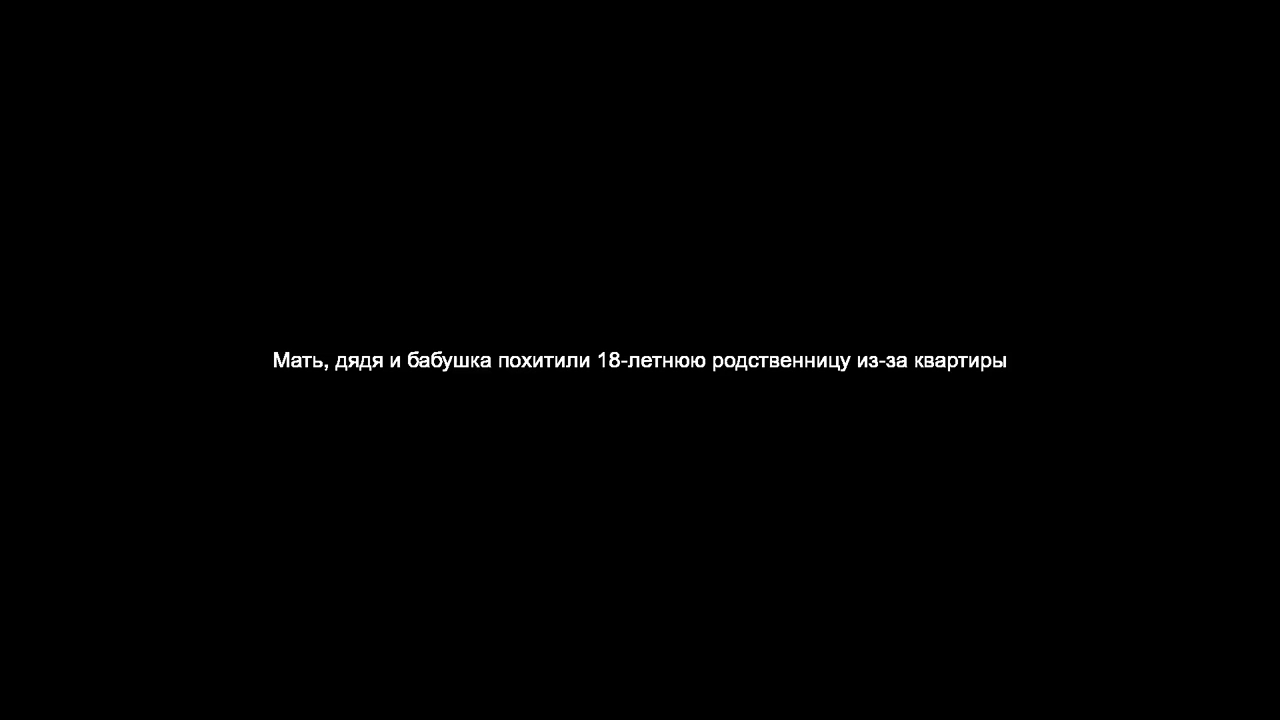 Мать, дядя и бабушка похитили 18-летнюю родственницу из-за квартиры